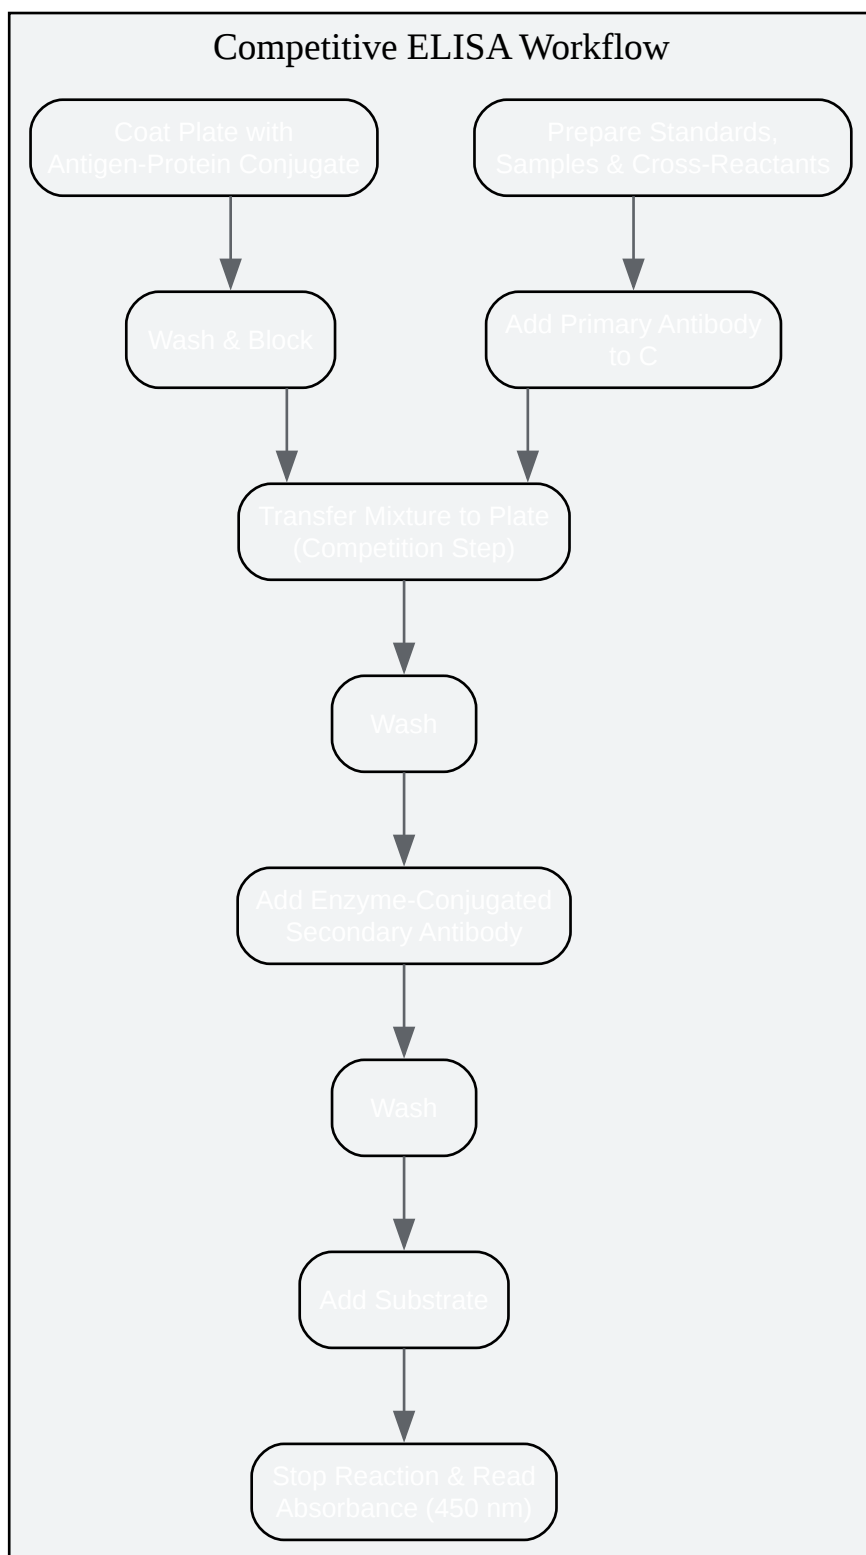 Competitive ELISA Workflow
Coat Plate with
Antigen-Protein Conjugate
Prepare Standards,
Samples & Cross-Reactants
Wash & Block
Add Primary Antibody
to C
Transfer Mixture to Plate
(Competition Step)
Wash
Add Enzyme-Conjugated
Secondary Antibody
Wash
Add Substrate
Stop Reaction & Read
Absorbance (450 nm)